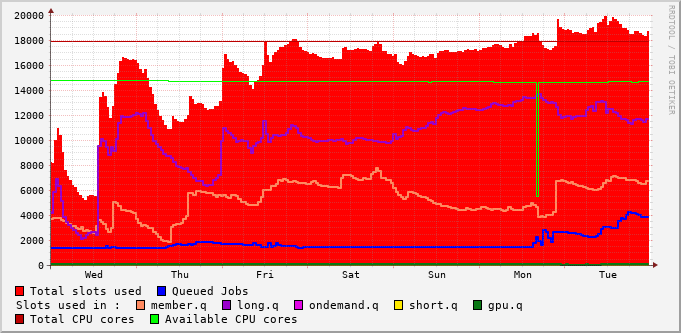 20000
18000
16000
14000
12000
10000
8000
6000
4000
2000
0
Wed Thu Fri Sat Sun Mon Tue
RRDTOOL / TOBI OETIKER
Total slots used Queued Jobs
Slots used in : member.q long.q ondemand.q short.q gpu.q
Total CPU cores Available CPU cores